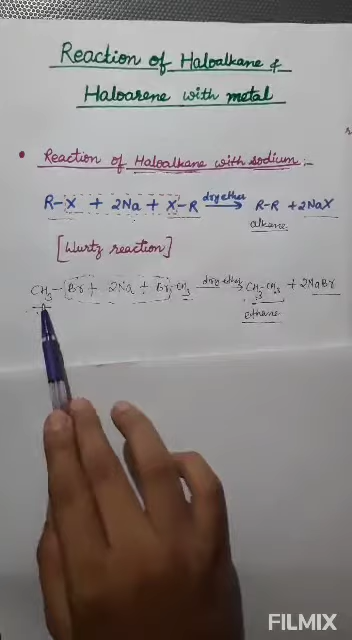 Reaction of Haloalkane &
Haloarene with metal
• Reaction of Haloalkane with sodium :-
R-X + 2Na + X-R dry ether → R-R + 2NaX
alkane
[Wurtz reaction]
CH₃-Br + 2Na + Br-CH₃ dry ether → CH₃-CH₃ + 2NaBr
ethane
FILMIX